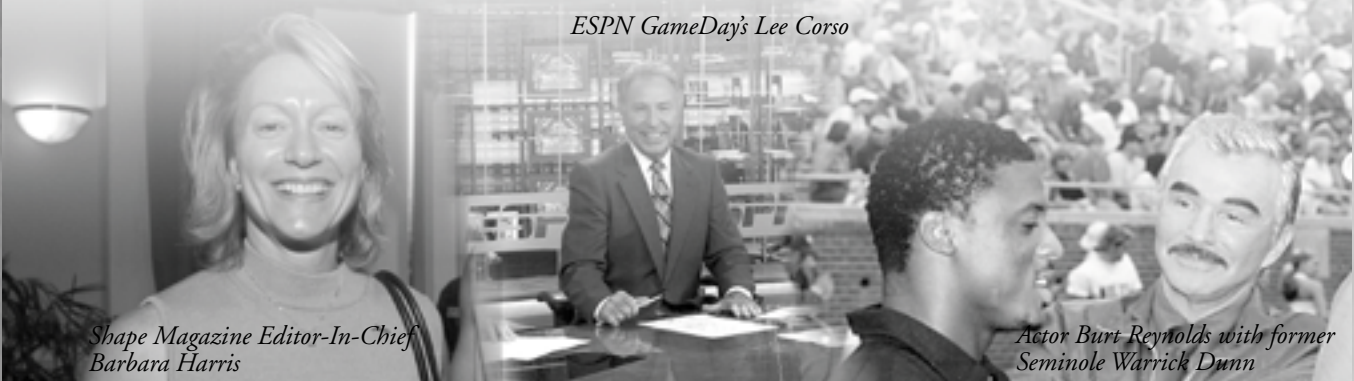 ESPN GameDay's Lee Corso
Shape Magazine Editor-In-Chief
Barbara Harris
Actor Burt Reynolds with former
Seminole Warrick Dunn